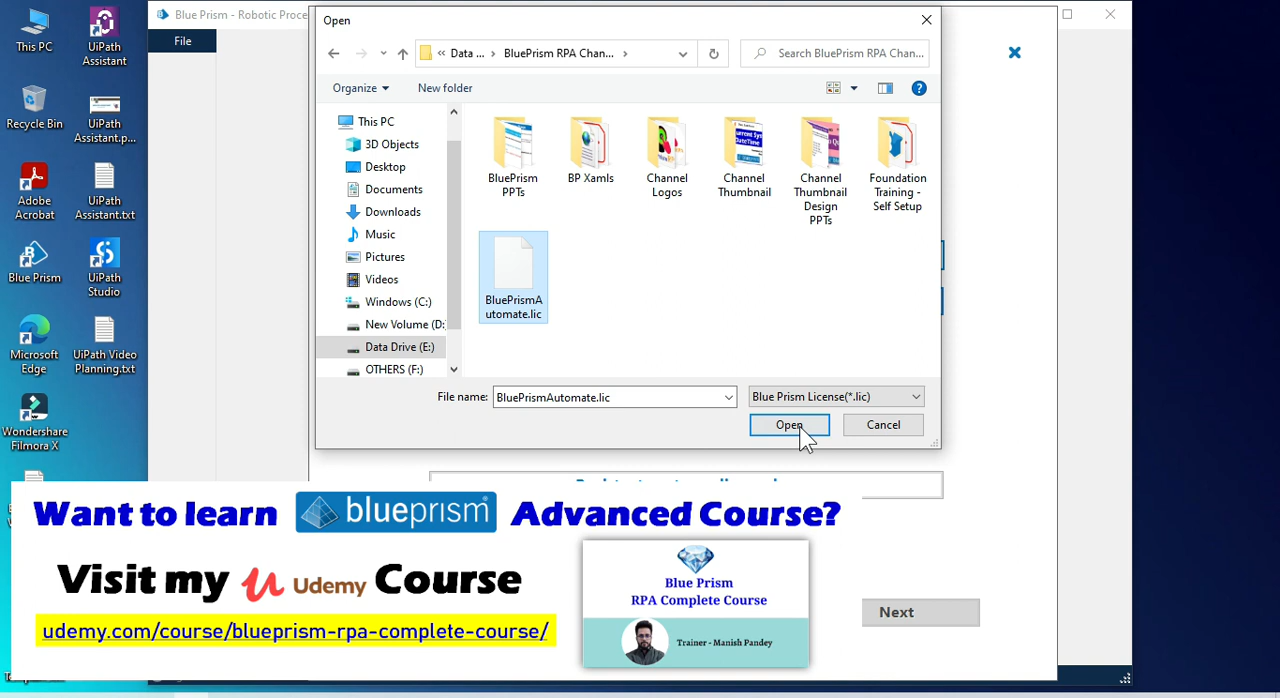 This PC
UiPath
Assistant
Recycle Bin
UiPath
Assistant.p...
Adobe
Acrobat
UiPath
Assistant.txt
Blue Prism
UiPath
Studio
Microsoft
Edge
UiPath Video
Planning.txt
Wondershare
Filmora X
Blue Prism - Robotic Proce
File
Open
« Data ... > BluePrism RPA Chan... >
Search BluePrism RPA Chan...
Organize
New folder
This PC
3D Objects
Desktop
Documents
Downloads
Music
Pictures
Videos
Windows (C:)
New Volume (D:
Data Drive (E:)
OTHERS (F:)
BluePrism
PPTs
BP Xamls
Channel
Logos
Channel
Thumbnail
Channel
Thumbnail
Design
PPTs
Foundation
Training -
Self Setup
BluePrismA
utomate.lic
File name:
BluePrismAutomate.lic
Blue Prism License(*.lic)
Open
Cancel
Want to learn blueprism Advanced Course?
Visit my Udemy Course
udemy.com/course/blueprism-rpa-complete-course/
Blue Prism
RPA Complete Course
Trainer - Manish Pandey
Next